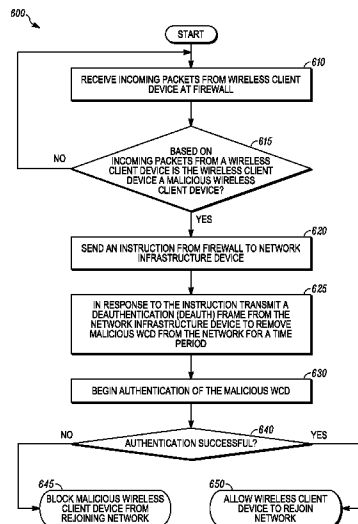 600
START
610
RECEIVE INCOMING PACKETS FROM WIRELESS CLIENT
DEVICE AT FIREWALL
615
BASED ON
INCOMING PACKETS FROM A WIRELESS
CLIENT DEVICE IS THE WIRELESS CLIENT
DEVICE A MALICIOUS WIRELESS
CLIENT DEVICE?
NO
YES
620
SEND AN INSTRUCTION FROM FIREWALL TO NETWORK
INFRASTRUCTURE DEVICE
625
IN RESPONSE TO THE INSTRUCTION TRANSMIT A
DEAUTHENTICATION (DEAUTH) FRAME FROM THE
NETWORK INFRASTRUCTURE DEVICE TO REMOVE
MALICIOUS WCD FROM THE NETWORK FOR A TIME
PERIOD
630
BEGIN AUTHENTICATION OF THE MALICIOUS WCD
640
NO
AUTHENTICATION SUCCESSFUL?
YES
645
BLOCK MALICIOUS WIRELESS
CLIENT DEVICE FROM
REJOINING NETWORK
650
ALLOW WIRELESS CLIENT
DEVICE TO REJOIN
NETWORK